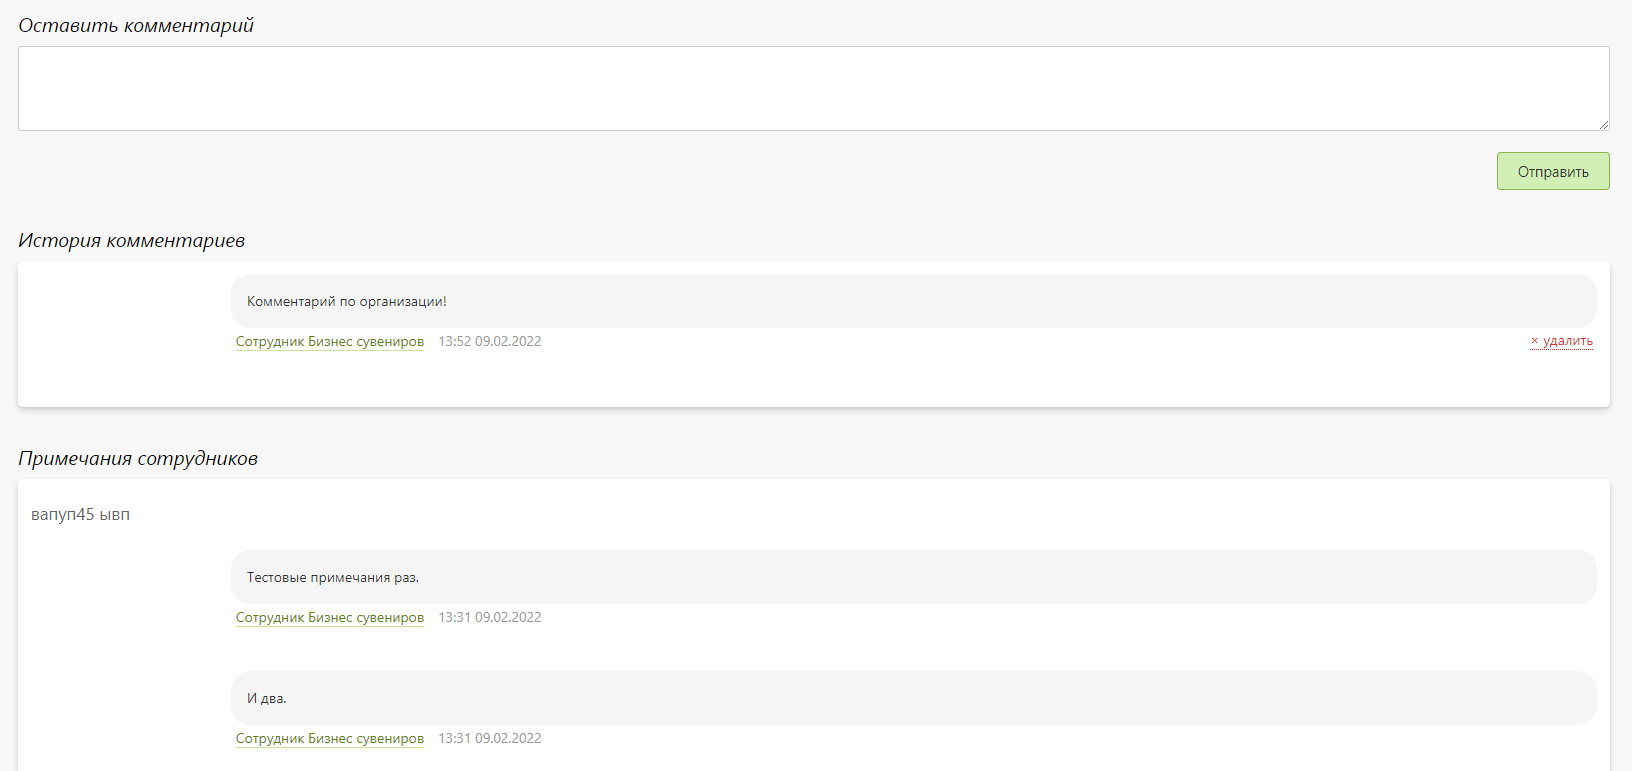 Оставить комментарий
Отправить
История комментариев
Комментарий по организации!
Сотрудник Бизнес сувениров 13:52 09.02.2022 × удалить
Примечания сотрудников
вапуп45 ывп
Тестовые примечания раз.
Сотрудник Бизнес сувениров 13:31 09.02.2022
И два.
Сотрудник Бизнес сувениров 13:31 09.02.2022